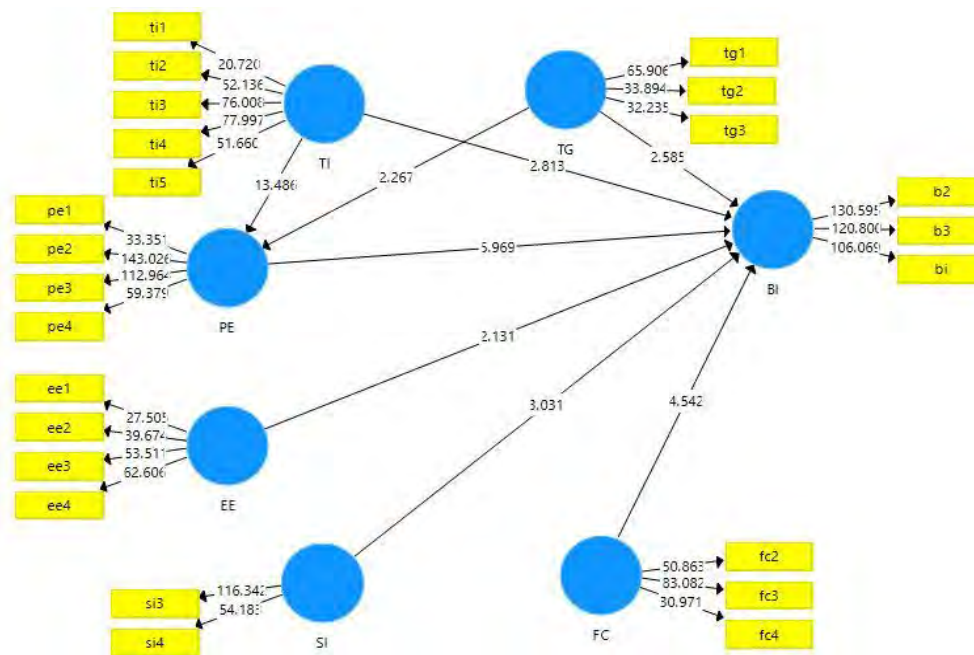 ti1
ti2
ti3
ti4
ti5
20.720
52.136
76.008
77.997
51.660
TI
TG
65.906
33.894
32.235
tg1
tg2
tg3
13.486
2.267
2.813
2.585
pe1
pe2
pe3
pe4
33.351
143.026
112.964
59.379
PE
5.969
BI
130.595
120.800
106.069
b2
b3
bi
2.131
ee1
ee2
ee3
ee4
27.505
39.674
53.511
62.606
EE
3.031
4.542
si3
si4
116.342
54.183
SI
FC
50.863
83.082
30.971
fc2
fc3
fc4